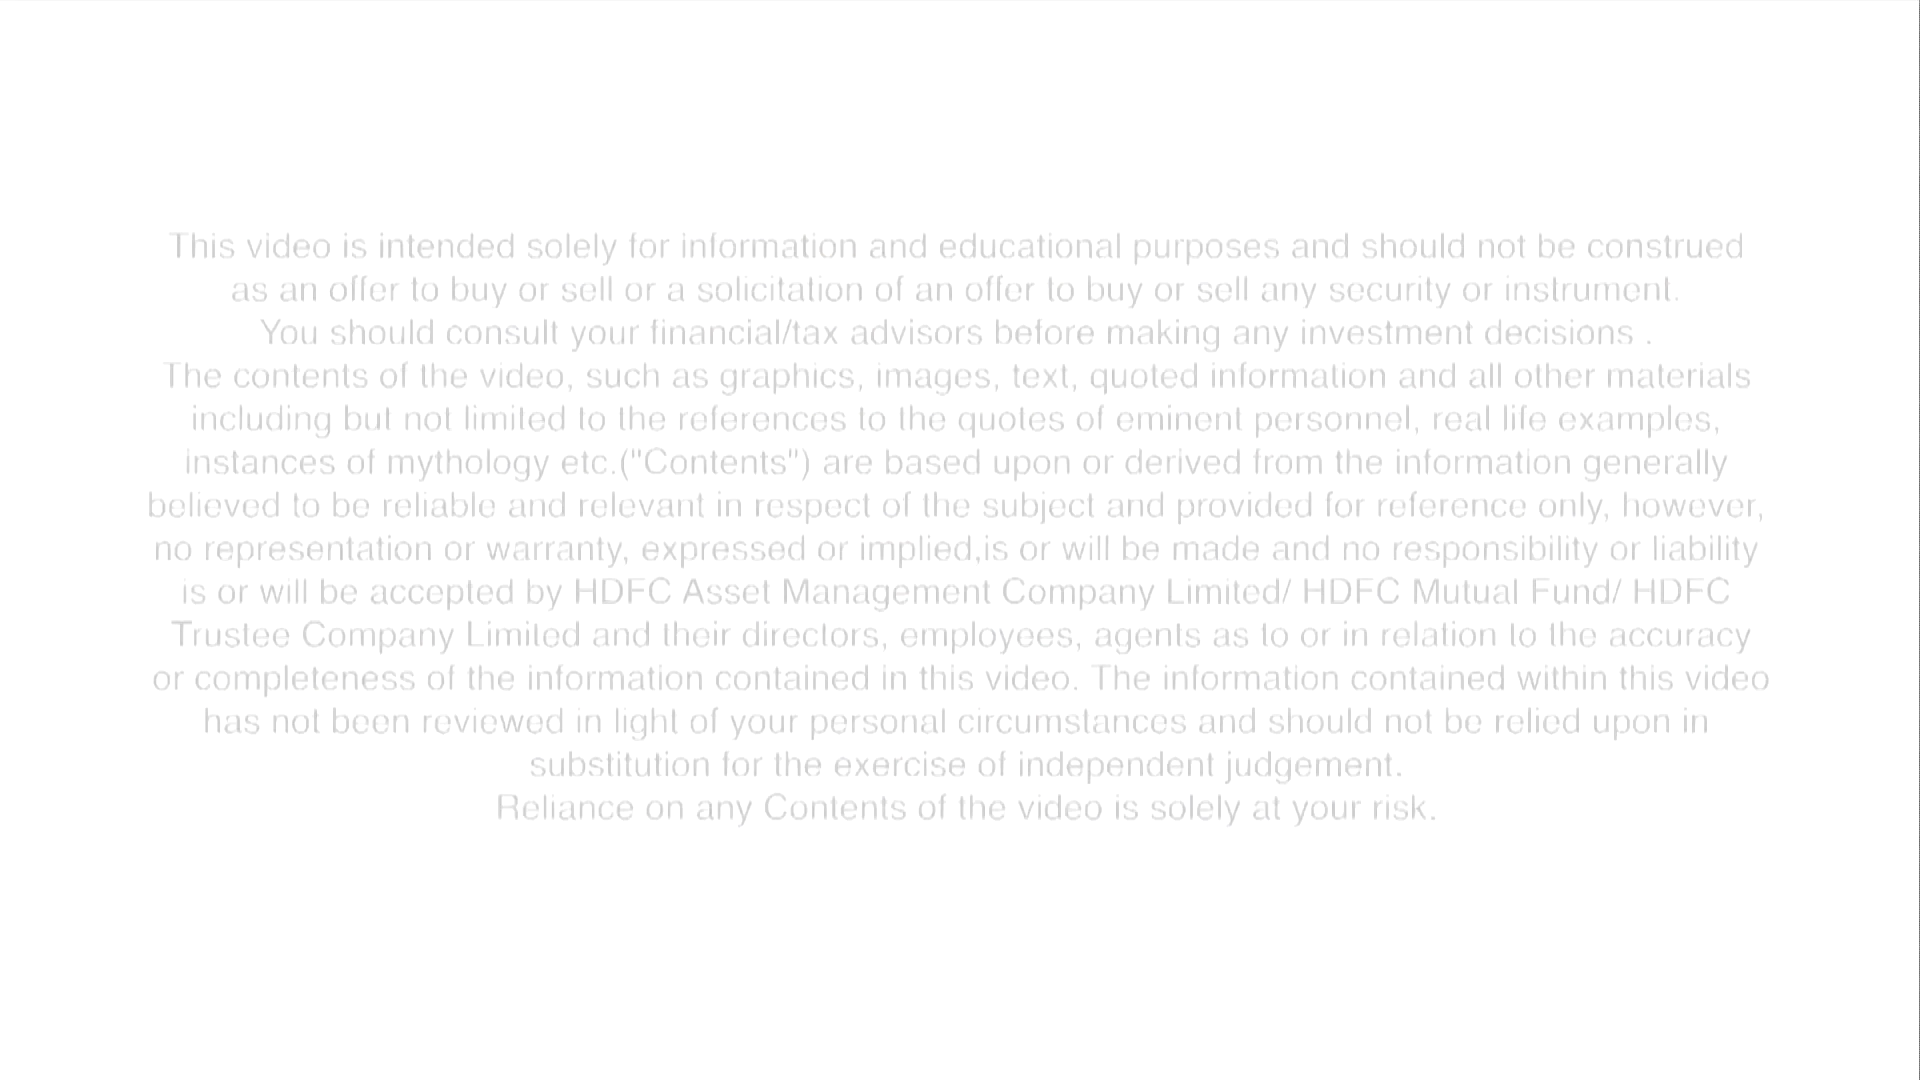 This video is intended solely for information and educational purposes and should not be construed
as an offer to buy or sell or a solicitation of an offer to buy or sell any security or instrument.
You should consult your financial/tax advisors before making any investment decisions .
The contents of the video, such as graphics, images, text, quoted information and all other materials
including but not limited to the references to the quotes of eminent personnel, real life examples,
instances of mythology etc.("Contents") are based upon or derived from the information generally
believed to be reliable and relevant in respect of the subject and provided for reference only, however,
no representation or warranty, expressed or implied,is or will be made and no responsibility or liability
is or will be accepted by HDFC Asset Management Company Limited/ HDFC Mutual Fund/ HDFC
Trustee Company Limited and their directors, employees, agents as to or in relation to the accuracy
or completeness of the information contained in this video. The information contained within this video
has not been reviewed in light of your personal circumstances and should not be relied upon in
substitution for the exercise of independent judgement.
Reliance on any Contents of the video is solely at your risk.